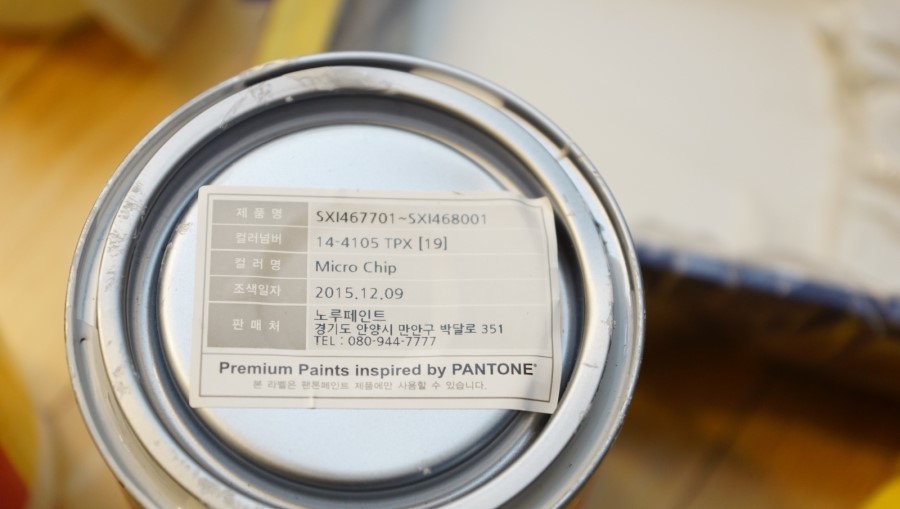 제품명 SXI467701~SXI468001
컬러넘버 14-4105 TPX [19]
컬러명 Micro Chip
조색일자 2015.12.09
판매처 노루페인트
경기도 안양시 만안구 박달로 351
TEL : 080-944-7777
Premium Paints inspired by PANTONE®
본 라벨은 팬톤페인트 제품에만 사용할 수 있습니다.